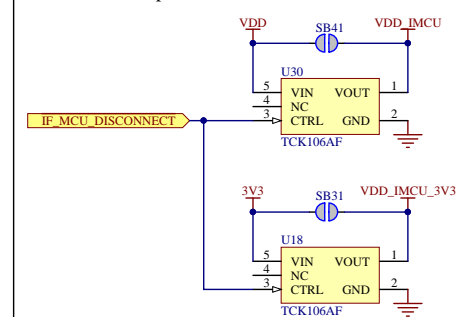 VDD
SB41
VDD_IMCU
U30
5 VIN VOUT 1
4 NC
3 CTRL GND 2
TCK106AF
IF_MCU_DISCONNECT
3V3
SB31
VDD_IMCU_3V3
U18
5 VIN VOUT 1
4 NC
3 CTRL GND 2
TCK106AF